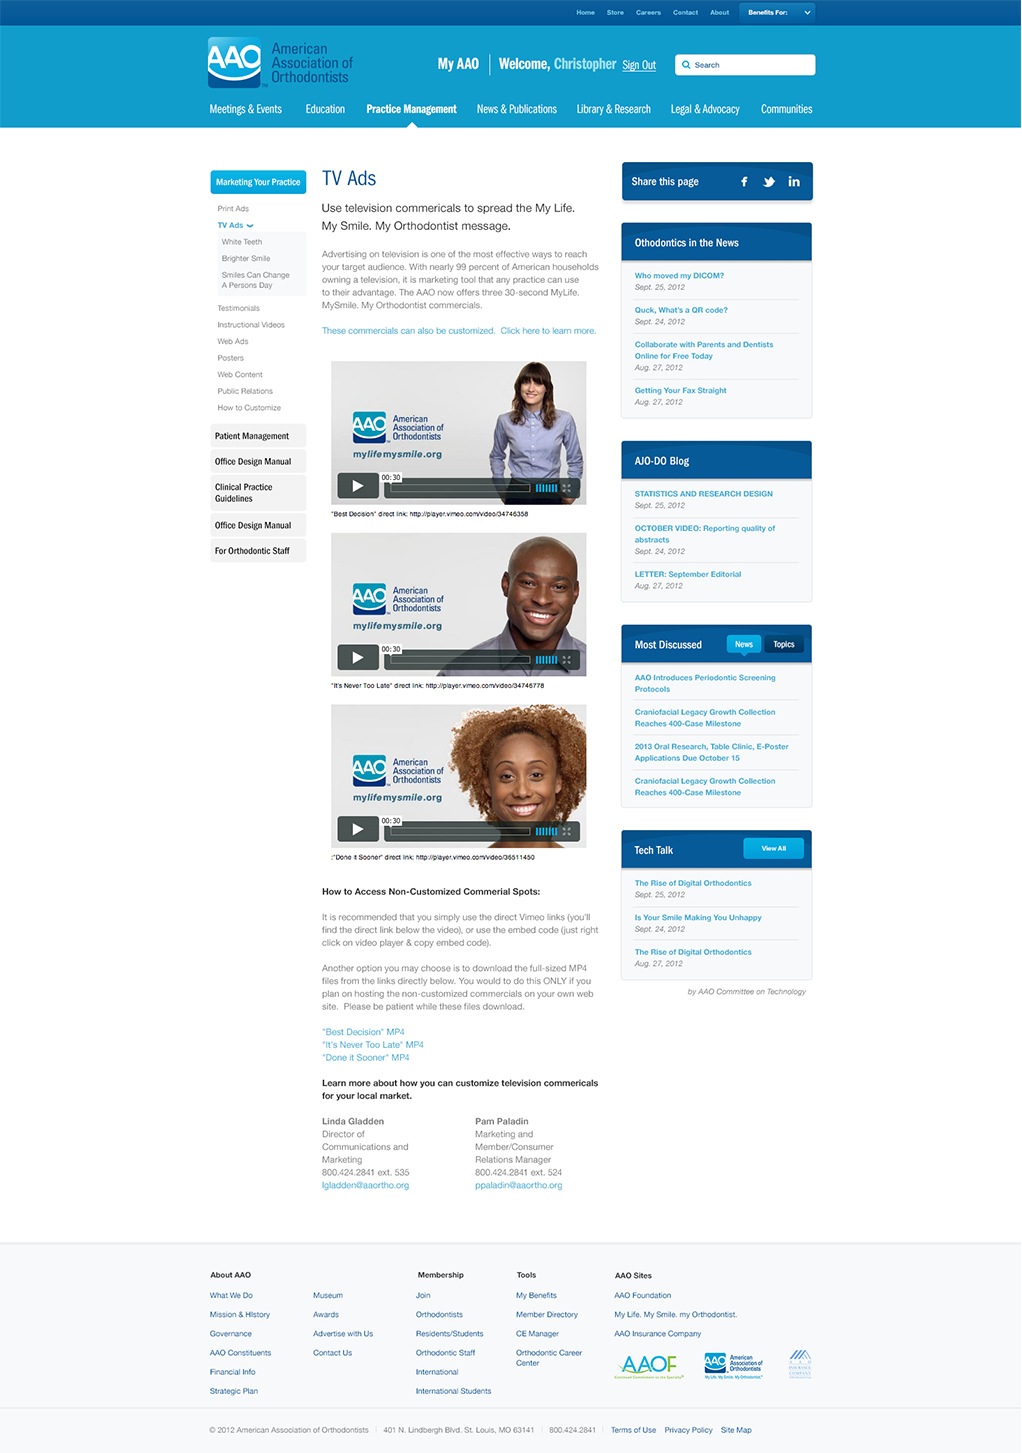 Home Store Careers Contact About Benefits For:
AAO American
Association of
Orthodontists
My AAO Welcome, Christopher Sign Out Search
Meetings & Events Education Practice Management News & Publications Library & Research Legal & Advocacy Communities
Marketing Your Practice
Print Ads
TV Ads
White Teeth
Brighter Smile
Smiles Can Change
A Persons Day
Testimonials
Instructional Videos
Web Ads
Posters
Web Content
Public Relations
How to Customize
Patient Management
Office Design Manual
Clinical Practice
Guidelines
Office Design Manual
For Orthodontic Staff
TV Ads
Use television commericals to spread the My Life.
My Smile. My Orthodontist message.
Advertising on television is one of the most effective ways to reach
your target audience. With nearly 99 percent of American households
owning a television, it is marketing tool that any practice can use
to their advantage. The AAO now offers three 30-second MyLife.
MySmile. My Orthodontist commercials.
These commercials can also be customized. Click here to learn more.
AAO American
Association of
Orthodontists
mylifemysmile.org
00:30
"Best Decision" direct link: http://player.vimeo.com/video/34746358
AAO American
Association of
Orthodontists
mylifemysmile.org
00:30
"It's Never Too Late" direct link: http://player.vimeo.com/video/34746778
AAO American
Association of
Orthodontists
mylifemysmile.org
00:30
:"Done it Sooner" direct link: http://player.vimeo.com/video/36511450
How to Access Non-Customized Commerial Spots:
It is recommended that you simply use the direct Vimeo links (you'll
find the direct link below the video), or use the embed code (just right
click on video player & copy embed code).
Another option you may choose is to download the full-sized MP4
files from the links directly below. You would to do this ONLY if you
plan on hosting the non-customized commercials on your own web
site. Please be patient while these files download.
"Best Decision" MP4
"It's Never Too Late" MP4
"Done it Sooner" MP4
Learn more about how you can customize television commericals
for your local market.
Linda Gladden
Director of
Communications and
Marketing
800.424.2841 ext. 535
lgladden@aaortho.org
Pam Paladin
Marketing and
Member/Consumer
Relations Manager
800.424.2841 ext. 524
ppaladin@aaortho.org
Share this page
Othodontics in the News
Who moved my DICOM?
Sept. 25, 2012
Quck, What's a QR code?
Sept. 24, 2012
Collaborate with Parents and Dentists
Online for Free Today
Aug. 27, 2012
Getting Your Fax Straight
Aug. 27, 2012
AJO-DO Blog
STATISTICS AND RESEARCH DESIGN
Sept. 25, 2012
OCTOBER VIDEO: Reporting quality of
abstracts
Sept. 24, 2012
LETTER: September Editorial
Aug. 27, 2012
Most Discussed News Topics
AAO Introduces Periodontic Screening
Protocols
Craniofacial Legacy Growth Collection
Reaches 400-Case Milestone
2013 Oral Research, Table Clinic, E-Poster
Applications Due October 15
Craniofacial Legacy Growth Collection
Reaches 400-Case Milestone
Tech Talk View All
The Rise of Digital Orthodontics
Sept. 25, 2012
Is Your Smile Making You Unhappy
Sept. 24, 2012
The Rise of Digital Orthodontics
Aug. 27, 2012
by AAO Committee on Technology
About AAO
What We Do
Mission & HIstory
Governance
AAO Constituents
Financial Info
Strategic Plan
Museum
Awards
Advertise with Us
Contact Us
Membership
Join
Orthodontists
Residents/Students
Orthodontic Staff
International
International Students
Tools
My Benefits
Member Directory
CE Manager
Orthodontic Career
Center
AAO Sites
AAO Foundation
My Life. My Smile. my Orthodontist.
AAO Insurance Company
AAOF
AAO American
Association of
Orthodontists
My Life. My Smile. My Orthodontist.
© 2012 American Association of Orthodontists 401 N. Lindbergh Blvd. St. Louis, MO 63141 800.424.2841 Terms of Use Privacy Policy Site Map